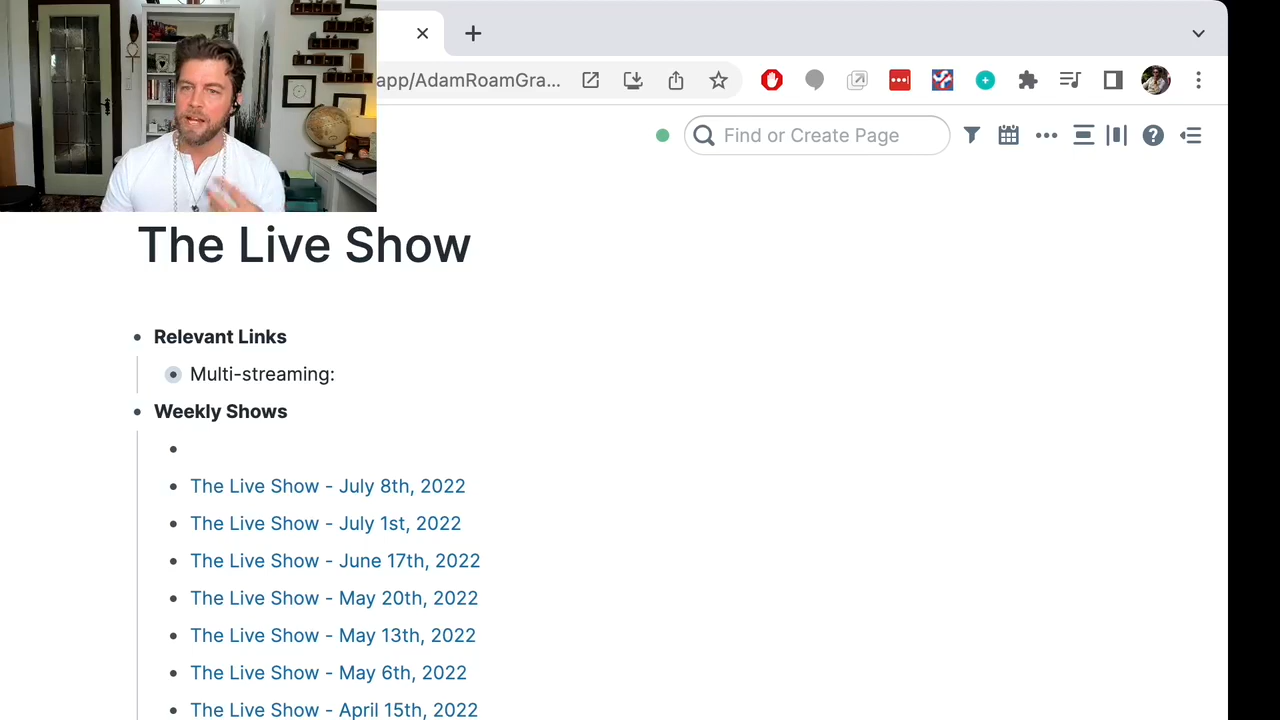 app/AdamRoamGra...
Find or Create Page
The Live Show
Relevant Links
Multi-streaming:
Weekly Shows
The Live Show - July 8th, 2022
The Live Show - July 1st, 2022
The Live Show - June 17th, 2022
The Live Show - May 20th, 2022
The Live Show - May 13th, 2022
The Live Show - May 6th, 2022
The Live Show - April 15th, 2022